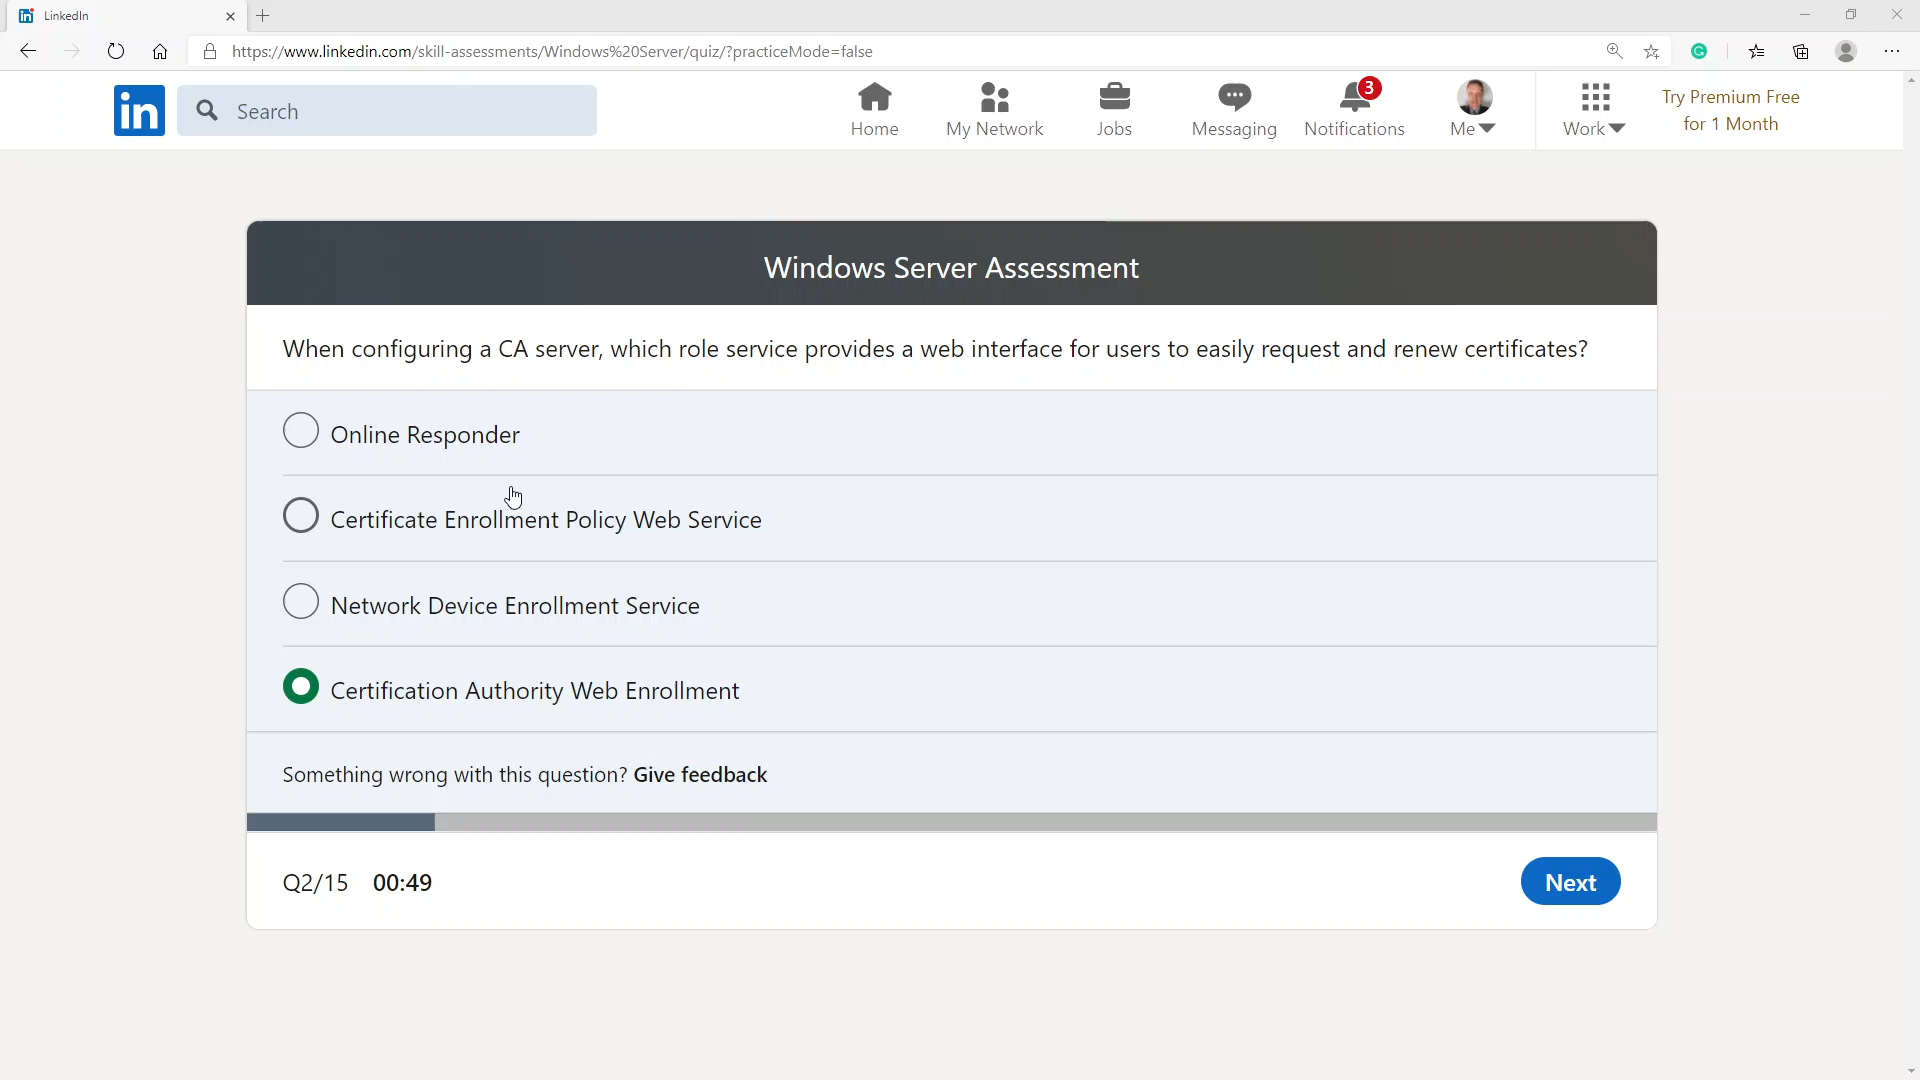 LinkedIn
https://www.linkedin.com/skill-assessments/Windows%20Server/quiz/?practiceMode=false
in
Search
Home
My Network
Jobs
Messaging
3
Notifications
Me
Work
Try Premium Free
for 1 Month
Windows Server Assessment
When configuring a CA server, which role service provides a web interface for users to easily request and renew certificates?
Online Responder
Certificate Enrollment Policy Web Service
Network Device Enrollment Service
Certification Authority Web Enrollment
Something wrong with this question? Give feedback
Q2/15 00:49
Next